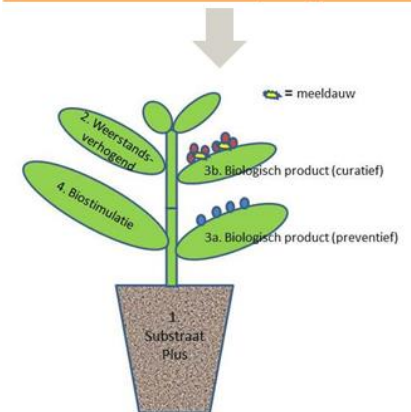 = meeldauw
2. Weerstands-
verhogend
3b. Biologisch product (curatief)
4. Biostimulatie
3a. Biologisch product (preventief)
1.
Substraat
Plus